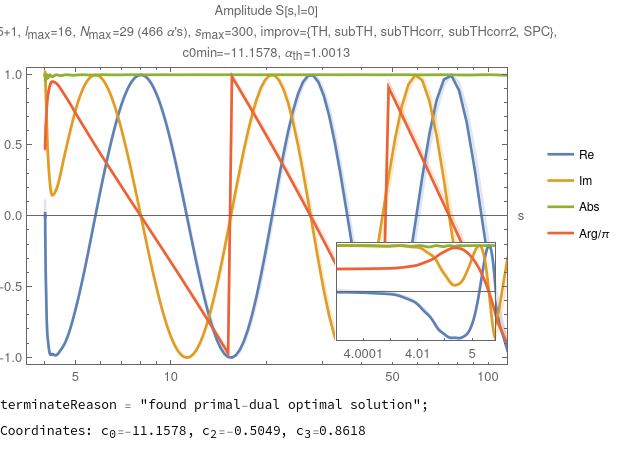 Amplitude S[s,l=0]
5+1, lmax=16, Nmax=29 (466 α's), smax=300, improv={TH, subTH, subTHcorr, subTHcorr2, SPC},
c0min=−11.1578, αth=1.0013
1.0
0.5
0.0
-0.5
-1.0
s
Re
Im
Abs
Arg/π
4.0001 4.01 5
5 10 50 100
terminateReason = "found primal-dual optimal solution";
Coordinates: c0=-11.1578, c2=-0.5049, c3=0.8618